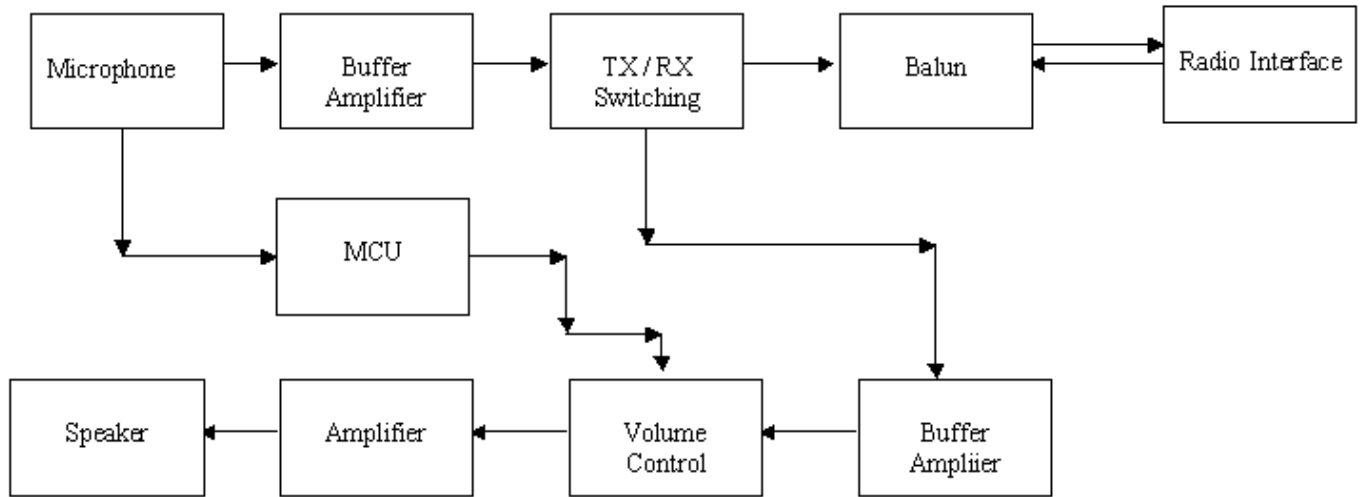 Microphone
Buffer
Amplifier
TX / RX
Switching
Balun
Radio Interface
MCU
Speaker
Amplifier
Volume
Control
Buffer
Ampliier